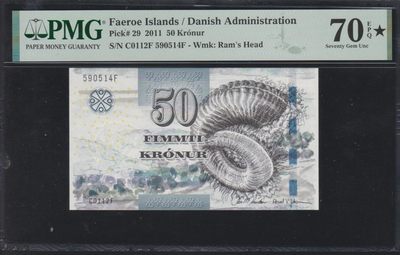 PMG
PAPER MONEY GUARANTY
Faeroe Islands / Danish Administration
Pick# 29 2011 50 Krónur
S/N C0112F 590514F - Wmk: Ram's Head
70 EPQ ★
Seventy Gem Unc
590514F
50
FIMMTI
KRÓNUR
C0112F